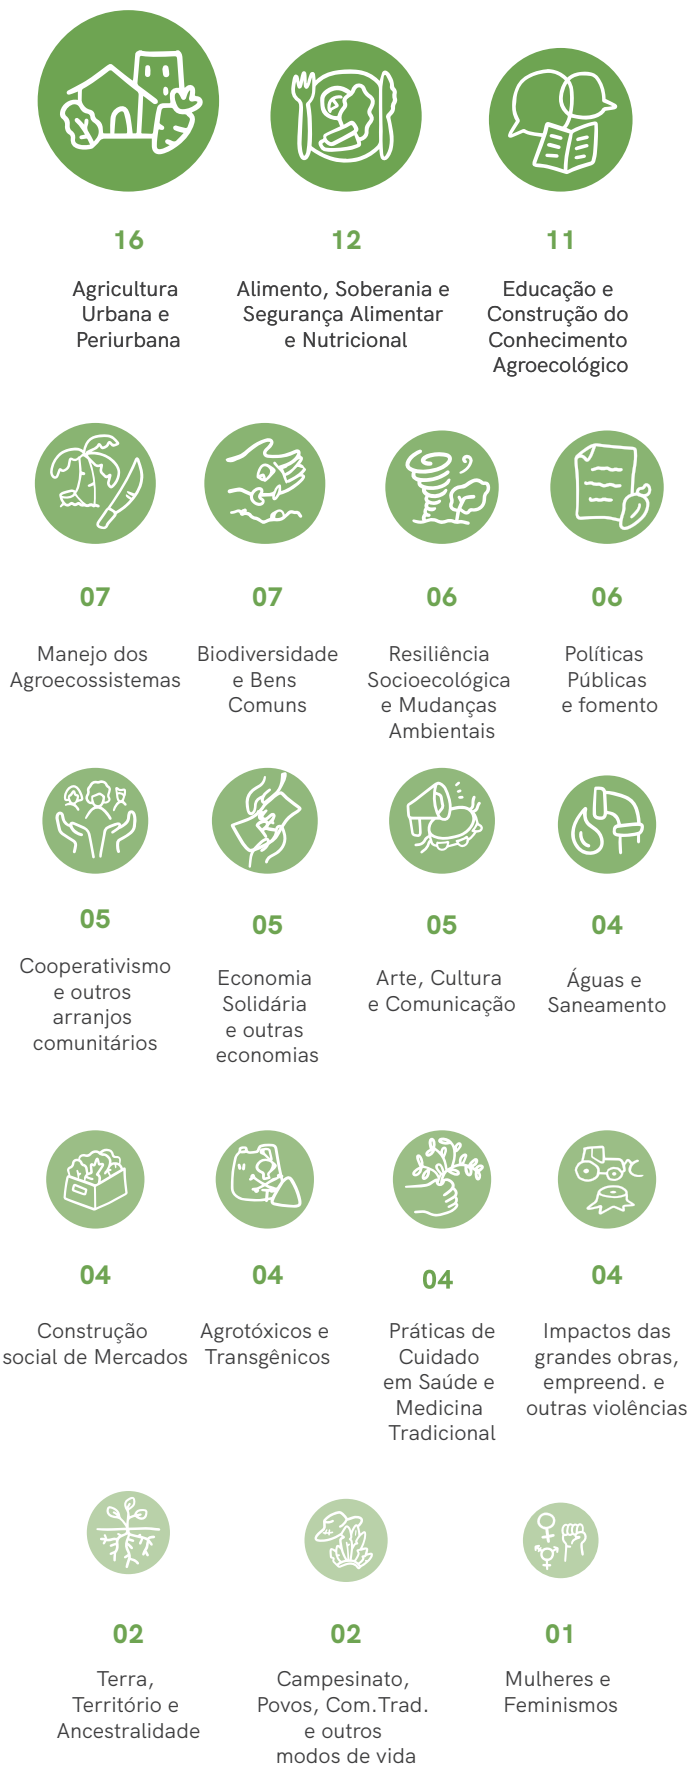 16
Agricultura
Urbana e
Periurbana
12
Alimento, Soberania e
Segurança Alimentar
e Nutricional
11
Educação e
Construção do
Conhecimento
Agroecológico
07
Manejo dos
Agroecossistemas
07
Biodiversidade
e Bens
Comuns
06
Resiliência
Socioecológica
e Mudanças
Ambientais
06
Políticas
Públicas
e fomento
05
Cooperativismo
e outros
arranjos
comunitários
05
Economia
Solidária
e outras
economias
05
Arte, Cultura
e Comunicação
04
Águas e
Saneamento
04
Construção
social de Mercados
04
Agrotóxicos e
Transgênicos
04
Práticas de
Cuidado
em Saúde e
Medicina
Tradicional
04
Impactos das
grandes obras,
empreend. e
outras violências
02
Terra,
Território e
Ancestralidade
02
Campesinato,
Povos, Com.Trad.
e outros
modos de vida
01
Mulheres e
Feminismos